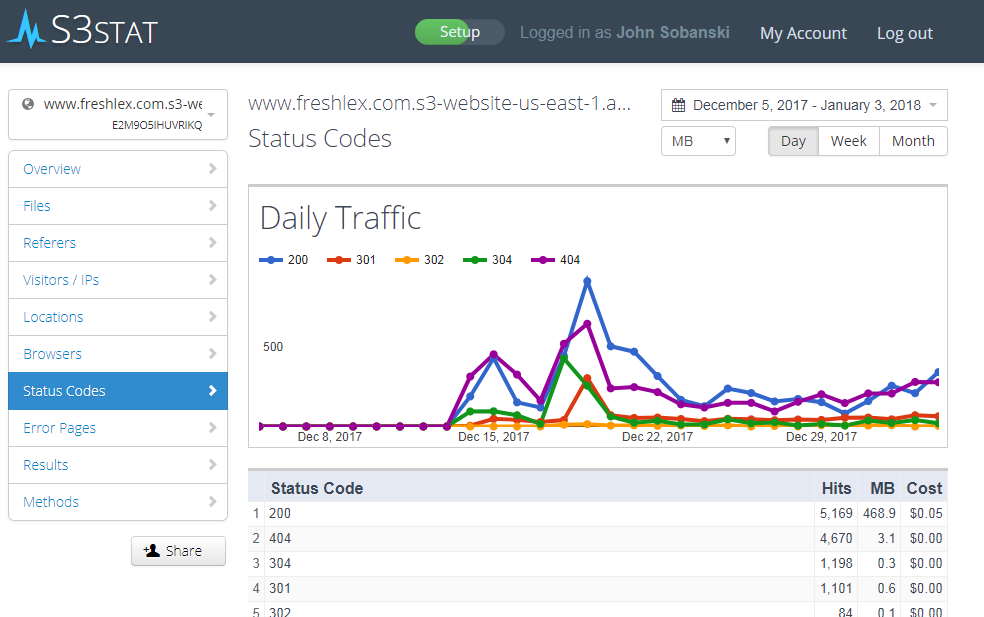 S3STAT
Setup
Logged in as John Sobanski
My Account
Log out
www.freshlex.com.s3-we
E2M9O5IHUVRIKQ
www.freshlex.com.s3-website-us-east-1.a...
Status Codes
December 5, 2017 - January 3, 2018
MB
Day Week Month
Overview
Files
Referers
Visitors / IPs
Locations
Browsers
Status Codes
Error Pages
Results
Methods
Share
Daily Traffic
200 301 302 304 404
500
Dec 8, 2017 Dec 15, 2017 Dec 22, 2017 Dec 29, 2017
Status Code Hits MB Cost
1 200 5,169 468.9 $0.05
2 404 4,670 3.1 $0.00
3 304 1,198 0.3 $0.00
4 301 1,101 0.6 $0.00
5 302 84 0.1 $0.00